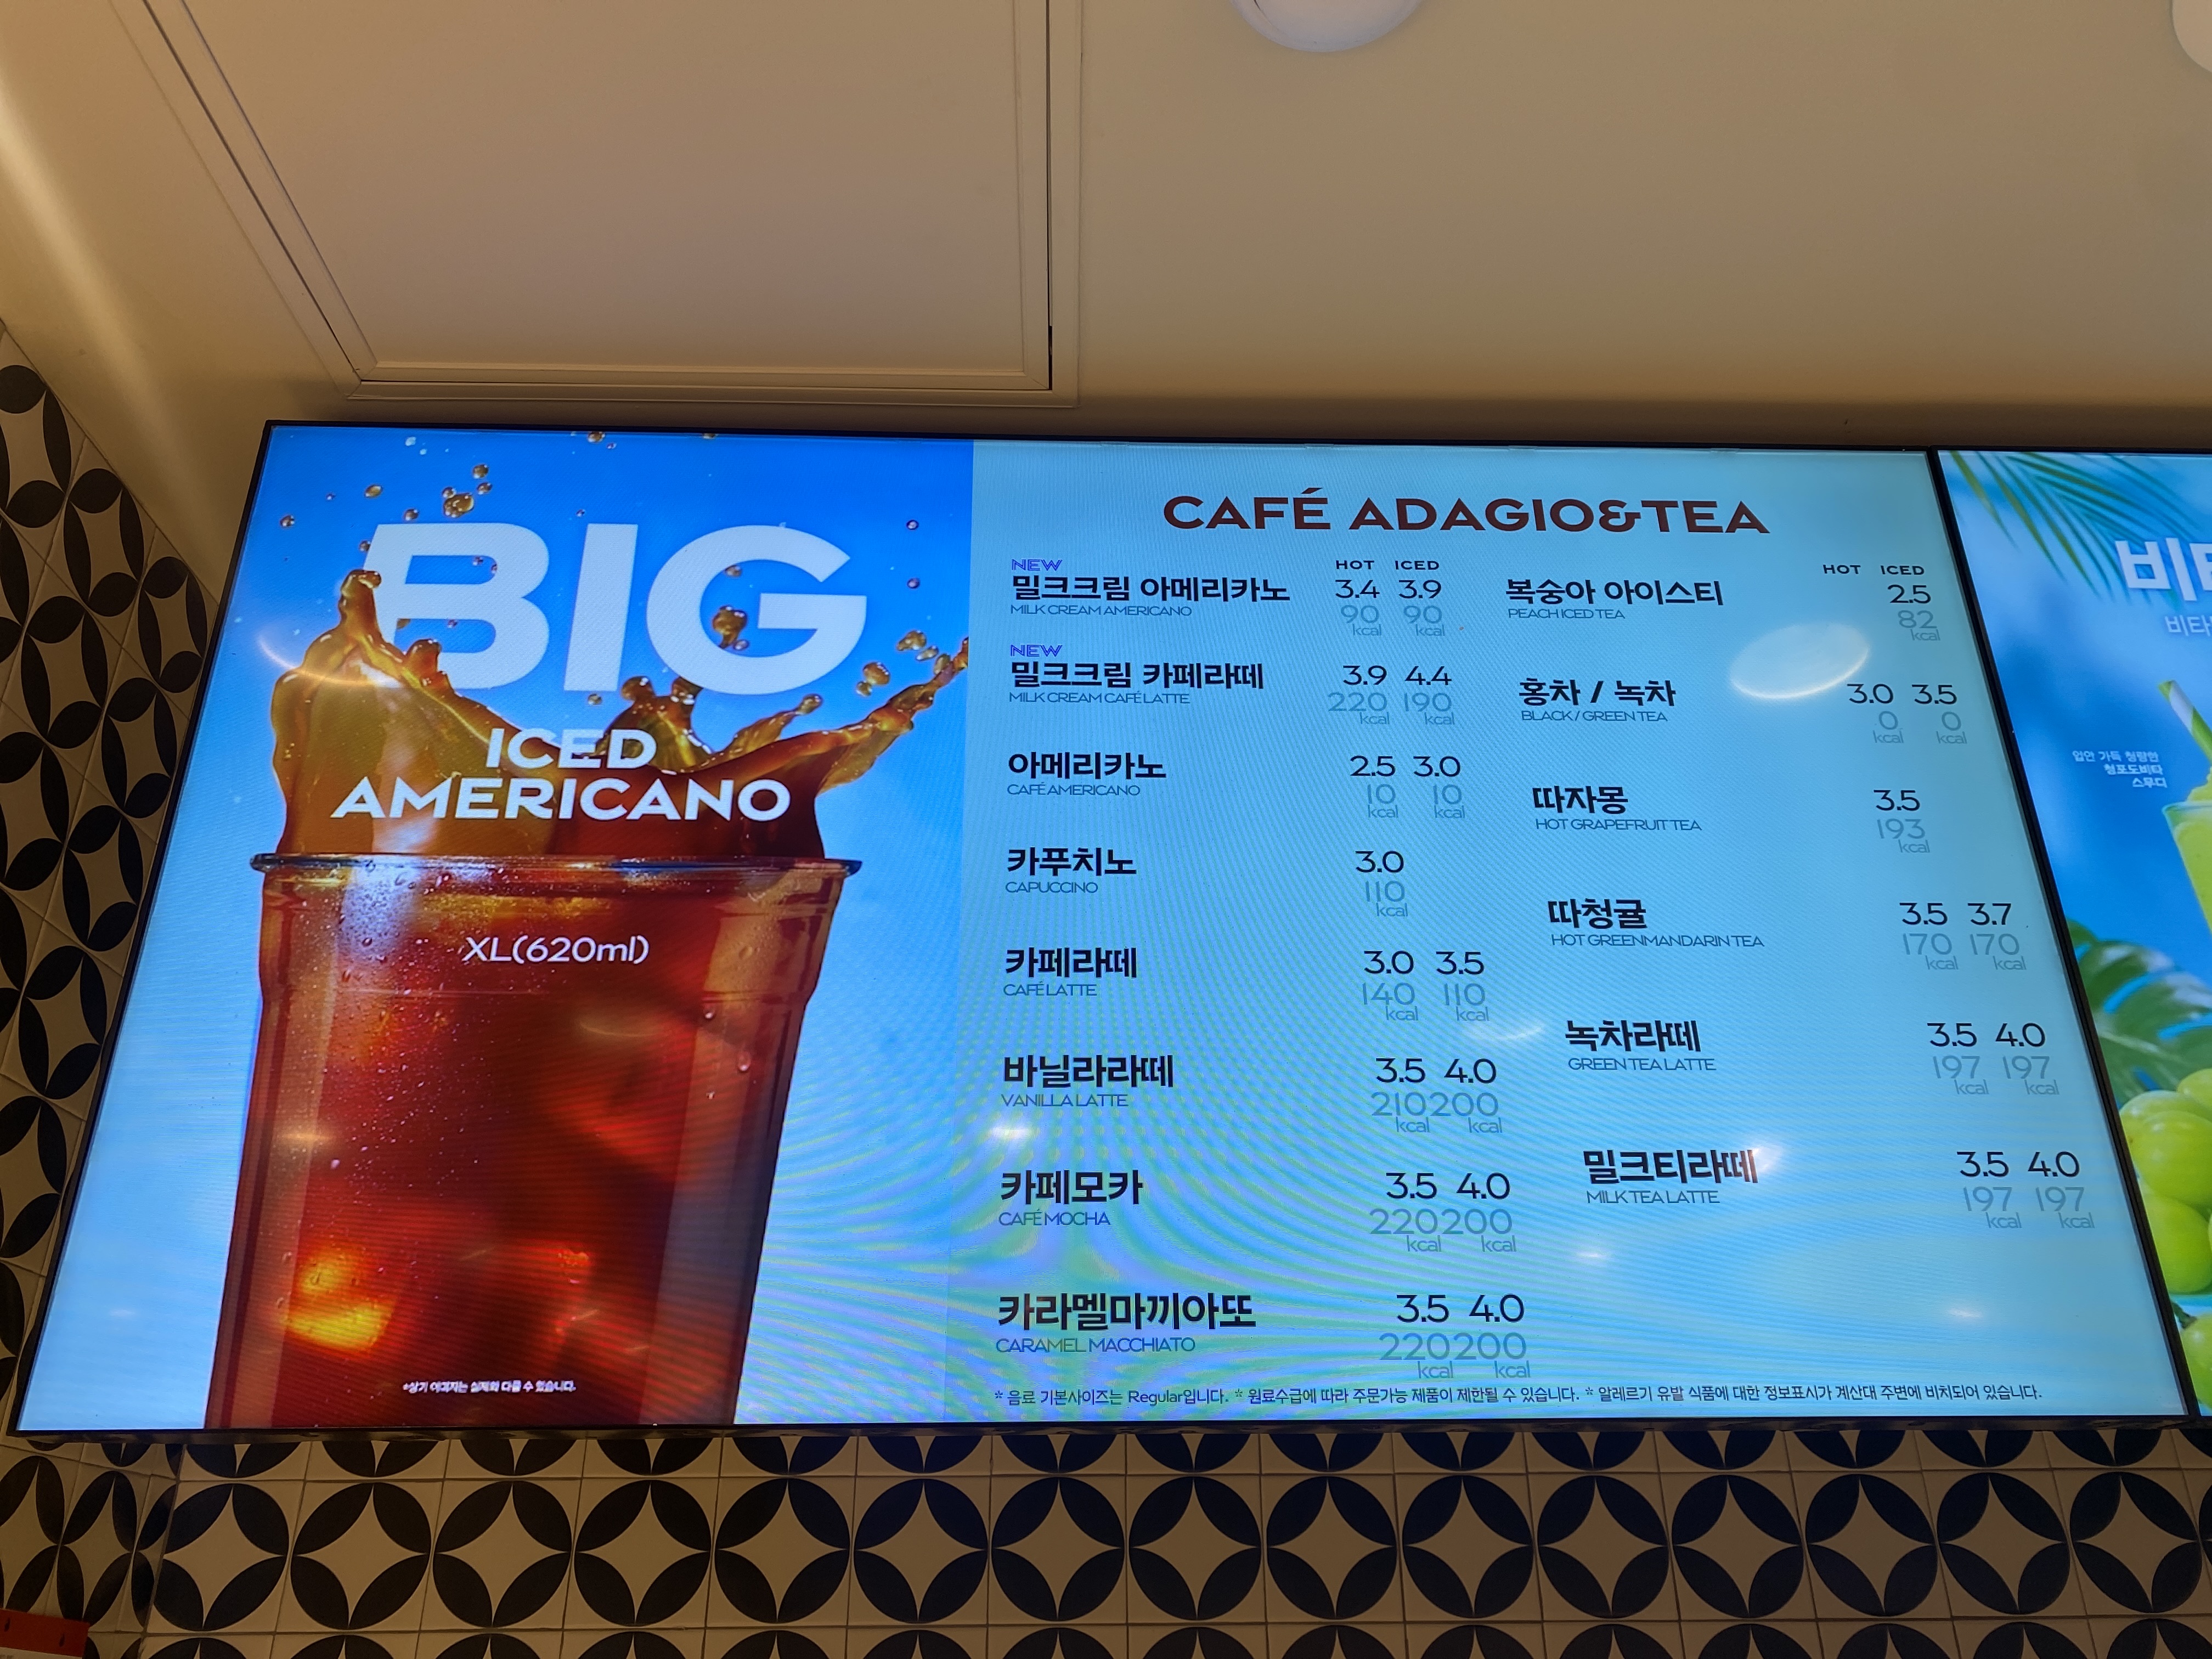 BIG
ICED
AMERICANO
XL(620ml)
*상기 이미지는 실제와 다를 수 있습니다.
CAFÉ ADAGIO&TEA
HOT ICED
NEW
밀크크림 아메리카노 3.4 3.9
MILK CREAM AMERICANO 90 kcal 90 kcal
NEW
밀크크림 카페라떼 3.9 4.4
MILK CREAM CAFÉ LATTE 220 kcal 190 kcal
아메리카노 2.5 3.0
CAFÉ AMERICANO 10 kcal 10 kcal
카푸치노 3.0
CAPUCCINO 110 kcal
카페라떼 3.0 3.5
CAFÉ LATTE 140 kcal 110 kcal
바닐라라떼 3.5 4.0
VANILLA LATTE 210 kcal 200 kcal
카페모카 3.5 4.0
CAFÉ MOCHA 220 kcal 200 kcal
카라멜마끼아또 3.5 4.0
CARAMEL MACCHIATO 220 kcal 200 kcal
HOT ICED
복숭아 아이스티 2.5
PEACH ICED TEA 82 kcal
홍차 / 녹차 3.0 3.5
BLACK / GREEN TEA 0 kcal 0 kcal
따자몽 3.5
HOT GRAPEFRUIT TEA 193 kcal
따청귤 3.5 3.7
HOT GREENMANDARIN TEA 170 kcal 170 kcal
녹차라떼 3.5 4.0
GREEN TEA LATTE 197 kcal 197 kcal
밀크티라떼 3.5 4.0
MILK TEA LATTE 197 kcal 197 kcal
* 음료 기본사이즈는 Regular입니다. * 원료수급에 따라 주문가능 제품이 제한될 수 있습니다. * 알레르기 유발 식품에 대한 정보표시가 계산대 주변에 비치되어 있습니다.
입안 가득 청량한
청포도비타
스무디